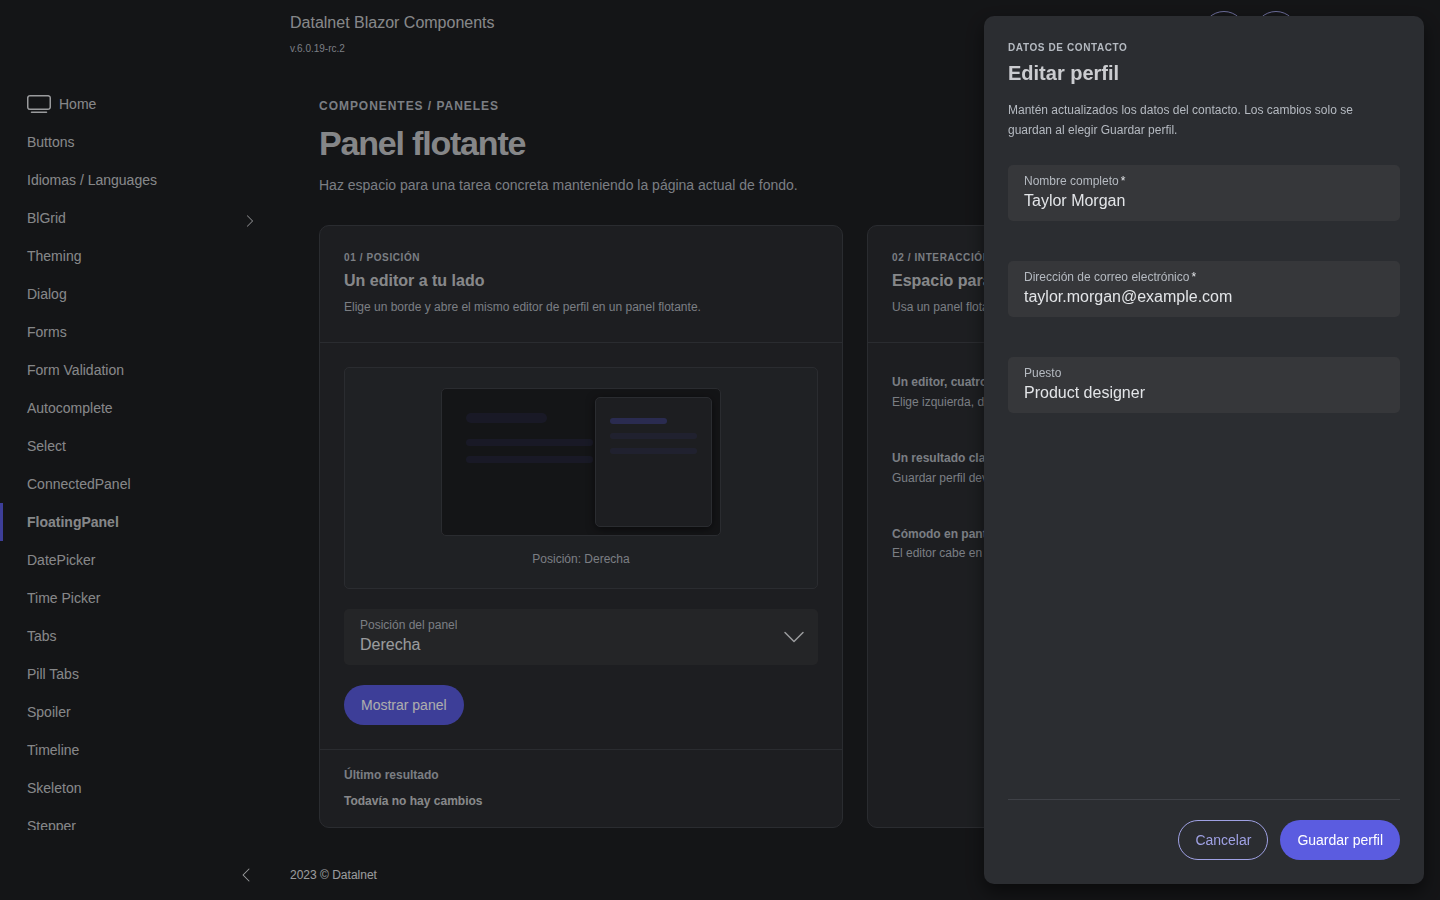 Datalnet Blazor Components
v.6.0.19-rc.2
Home
Buttons
Idiomas / Languages
BlGrid
Theming
Dialog
Forms
Form Validation
Autocomplete
Select
ConnectedPanel
FloatingPanel
DatePicker
Time Picker
Tabs
Pill Tabs
Spoiler
Timeline
Skeleton
Stepper
COMPONENTES / PANELES
Panel flotante
Haz espacio para una tarea concreta manteniendo la página actual de fondo.
01 / POSICIÓN
Un editor a tu lado
Elige un borde y abre el mismo editor de perfil en un panel flotante.
Posición: Derecha
Posición del panel
Derecha
Mostrar panel
Último resultado
Todavía no hay cambios
02 / INTERACCIÓN
Espacio para
Usa un panel
Un editor,
Elige izquierda,
Un resultado
Guardar perfil
Cómodo en
El editor cabe en
DATOS DE CONTACTO
Editar perfil
Mantén actualizados los datos del contacto. Los cambios solo se
guardan al elegir Guardar perfil.
Nombre completo *
Taylor Morgan
Dirección de correo electrónico *
taylor.morgan@example.com
Puesto
Product designer
Cancelar
Guardar perfil
2023 © Datalnet